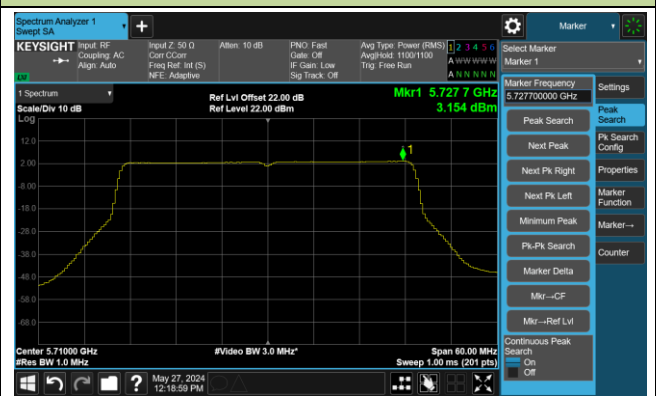 Spectrum Analyzer 1
Swept SA
+
Marker
KEYSIGHT Input: RF Input Z: 50 Ω Atten: 10 dB PNO: Fast Avg Type: Power (RMS) 1 2 3 4 5 6
Coupling: AC Corr CCorr Gate: Off Avg|Hold: 1100/1100 A W W W W W
Align: Auto Freq Ref: Int (S) IF Gain: Low Trig: Free Run
NFE: Adaptive Sig Track: Off A N N N N N
LXI
Select Marker
Marker 1
1 Spectrum
Scale/Div 10 dB
Log
Ref Lvl Offset 22.00 dB
Ref Level 22.00 dBm
Mkr1 5.727 7 GHz
3.154 dBm
12.0
2.00
-8.00
-18.0
-28.0
-38.0
-48.0
-58.0
-68.0
1
Center 5.71000 GHz #Video BW 3.0 MHz* Span 60.00 MHz
#Res BW 1.0 MHz Sweep 1.00 ms (201 pts)
Marker Frequency
5.727700000 GHz
Peak Search
Next Peak
Next Pk Right
Next Pk Left
Minimum Peak
Pk-Pk Search
Marker Delta
Mkr→CF
Mkr→Ref Lvl
Continuous Peak
Search
On
Off
Settings
Peak
Search
Pk Search
Config
Properties
Marker
Function
Marker→
Counter
?
May 27, 2024
12:18:59 PM